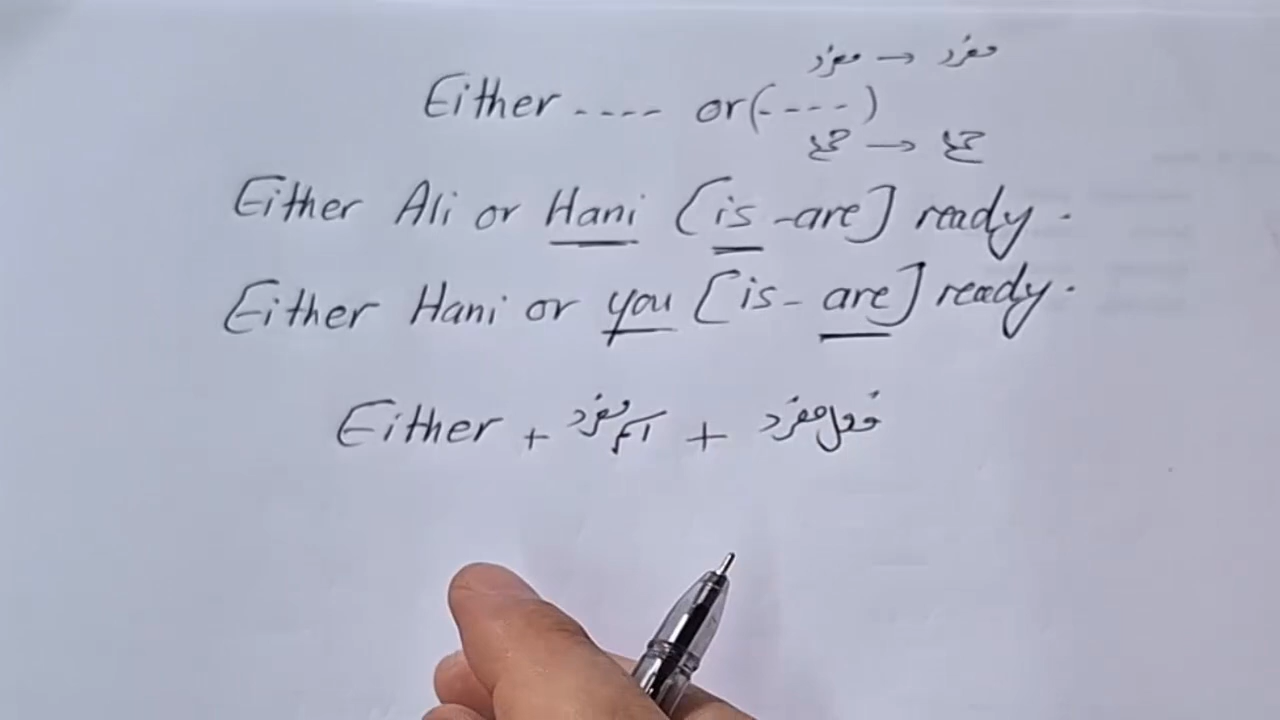 مفرد → مفرد
Either .... or (----)
جمع → جمع
Either Ali or Hani [is - are] ready.
Either Hani or you [is - are] ready.
Either + اسم مفرد + فعل مفرد